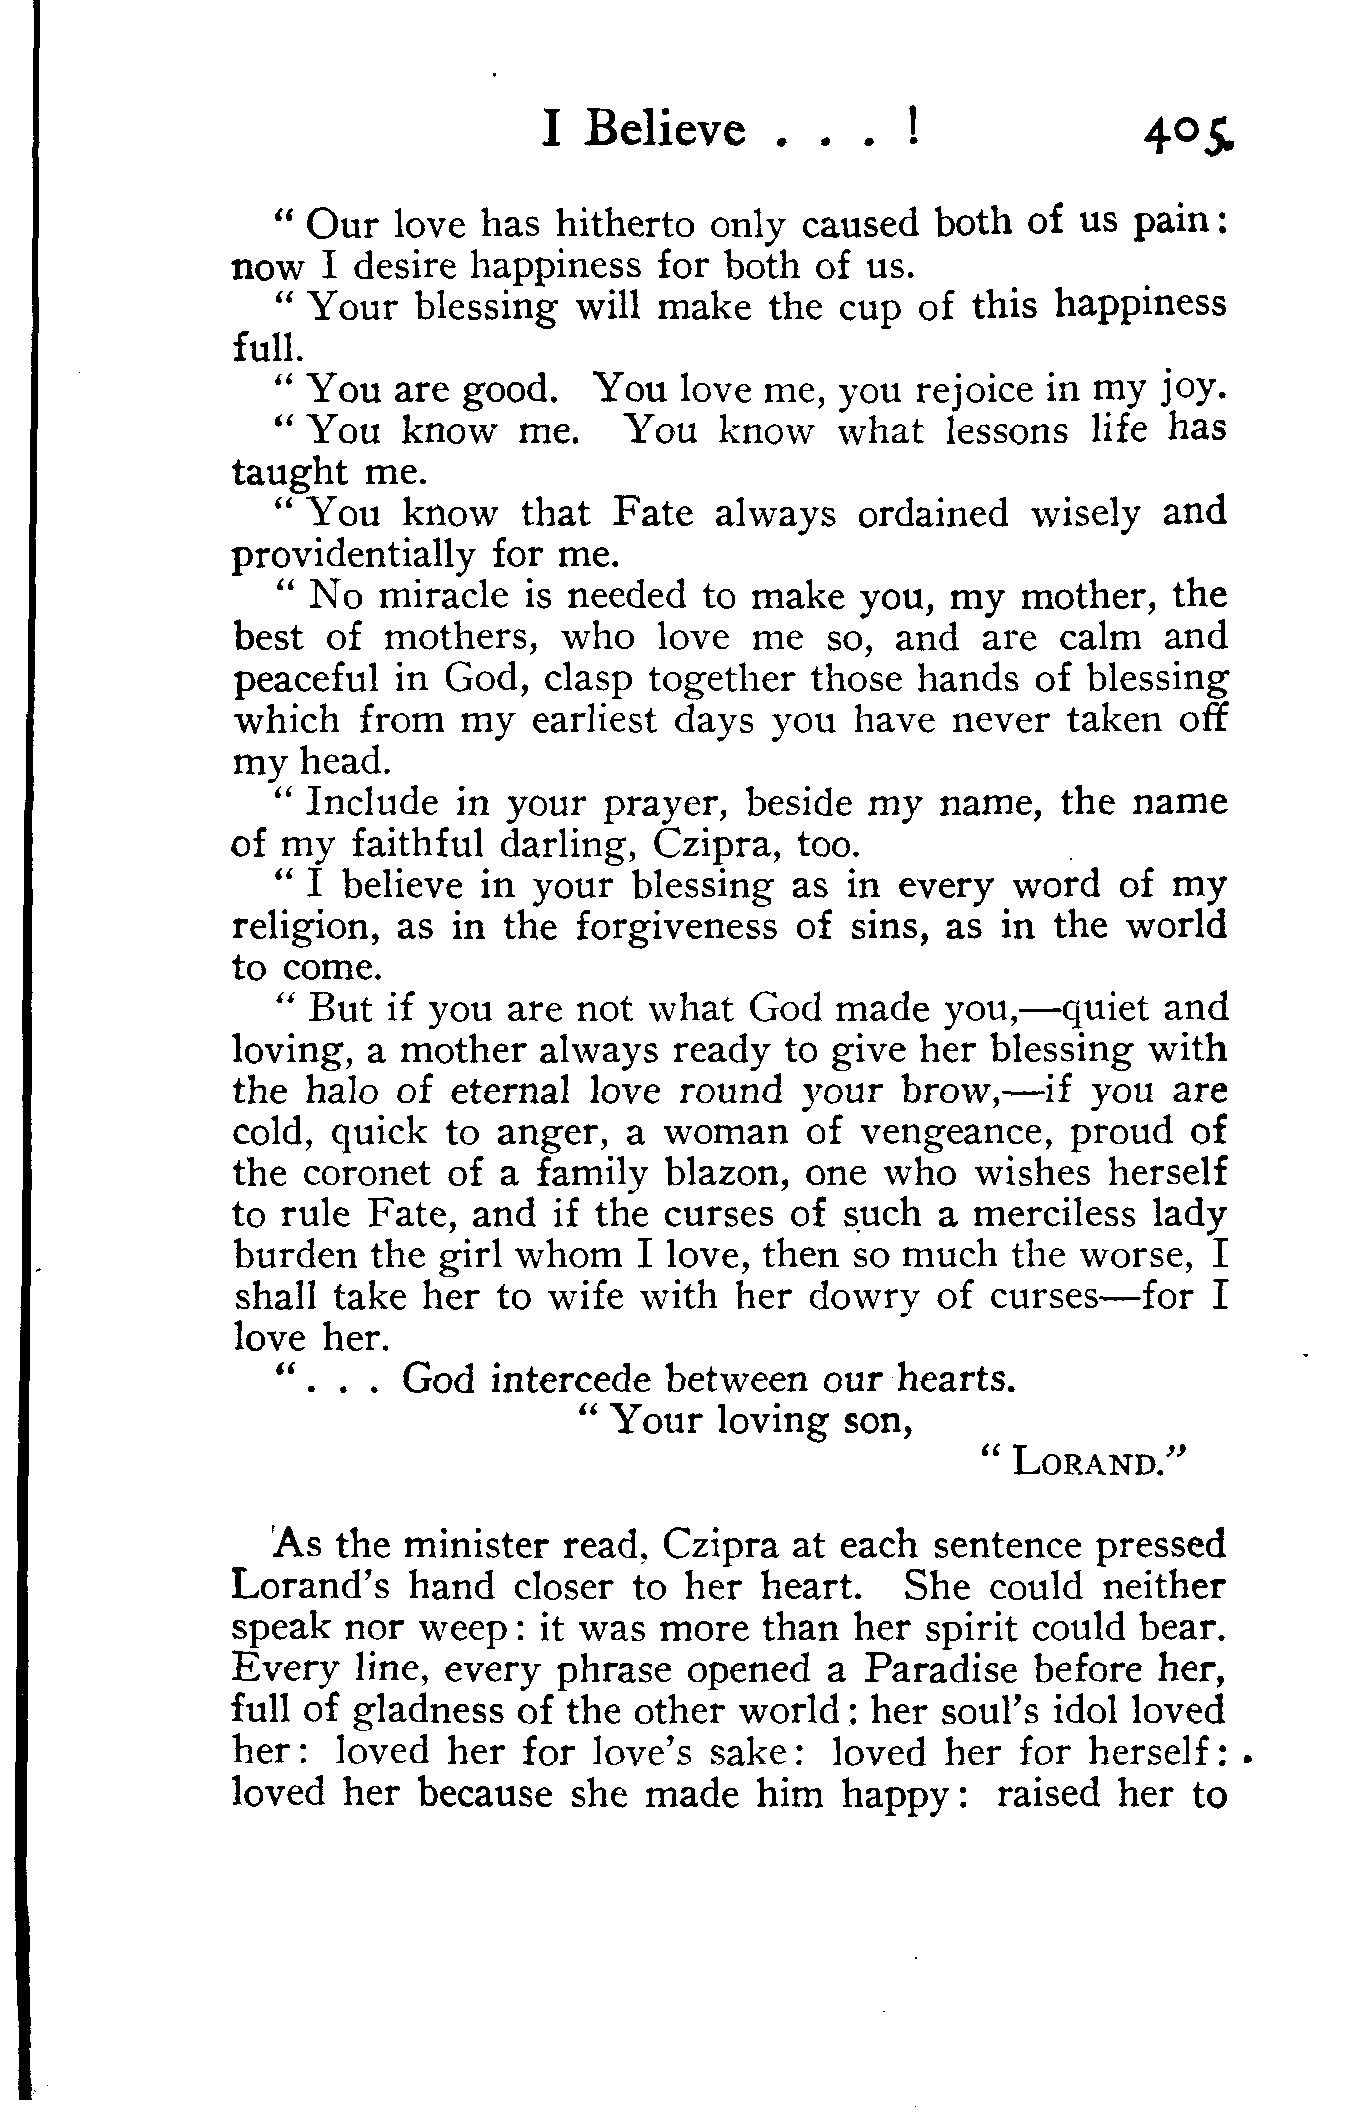 I Believe . . . ! 405
“ Our love has hitherto only caused both of us pain:
now I desire happiness for both of us.
“ Your blessing will make the cup of this happiness
full.
“ You are good. You love me, you rejoice in my joy.
“ You know me. You know what lessons life has
taught me.
“ You know that Fate always ordained wisely and
providentially for me.
“ No miracle is needed to make you, my mother, the
best of mothers, who love me so, and are calm and
peaceful in God, clasp together those hands of blessing
which from my earliest days you have never taken off
my head.
“ Include in your prayer, beside my name, the name
of my faithful darling, Czipra, too.
“ I believe in your blessing as in every word of my
religion, as in the forgiveness of sins, as in the world
to come.
“ But if you are not what God made you,—quiet and
loving, a mother always ready to give her blessing with
the halo of eternal love round your brow,—if you are
cold, quick to anger, a woman of vengeance, proud of
the coronet of a family blazon, one who wishes herself
to rule Fate, and if the curses of such a merciless lady
burden the girl whom I love, then so much the worse, I
shall take her to wife with her dowry of curses—for I
love her.
“ . . . God intercede between our hearts.
“ Your loving son,
“ LORAND.”
As the minister read, Czipra at each sentence pressed
Lorand’s hand closer to her heart. She could neither
speak nor weep: it was more than her spirit could bear.
Every line, every phrase opened a Paradise before her,
full of gladness of the other world: her soul’s idol loved
her: loved her for love’s sake: loved her for herself:
loved her because she made him happy: raised her to